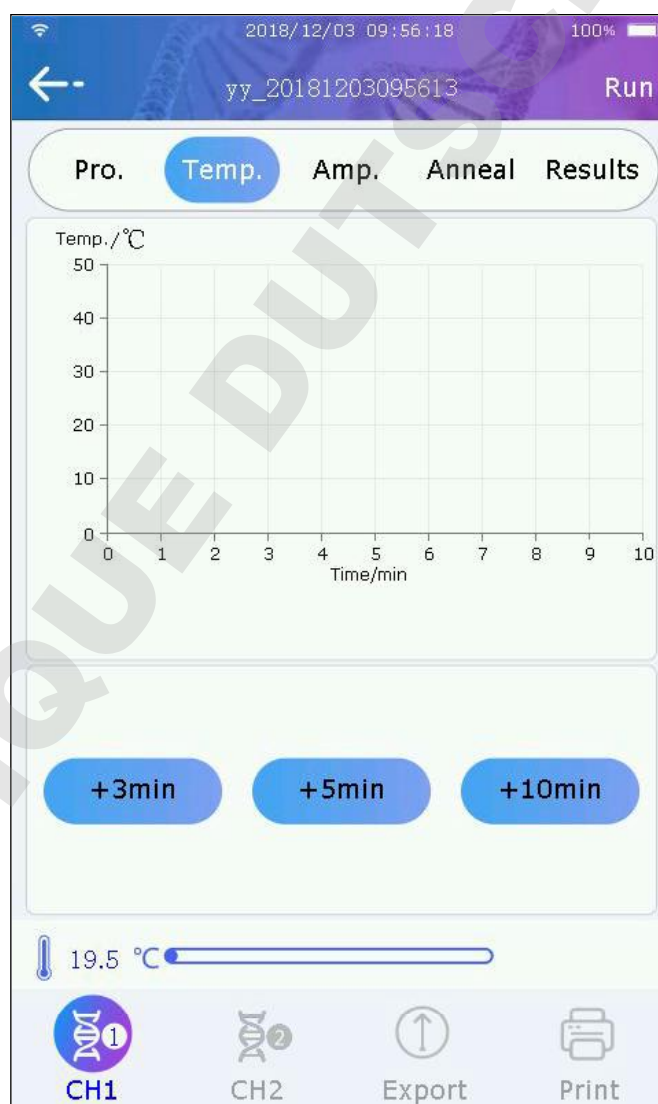 2018/12/03 09:56:18 100%
yy_20181203095613 Run
Pro. Temp. Amp. Anneal Results
Temp./℃
50
40
30
20
10
0
0 1 2 3 4 5 6 7 8 9 10
Time/min
+3min +5min +10min
19.5 ℃
1 2
CH1 CH2 Export Print
QUE DUTSC